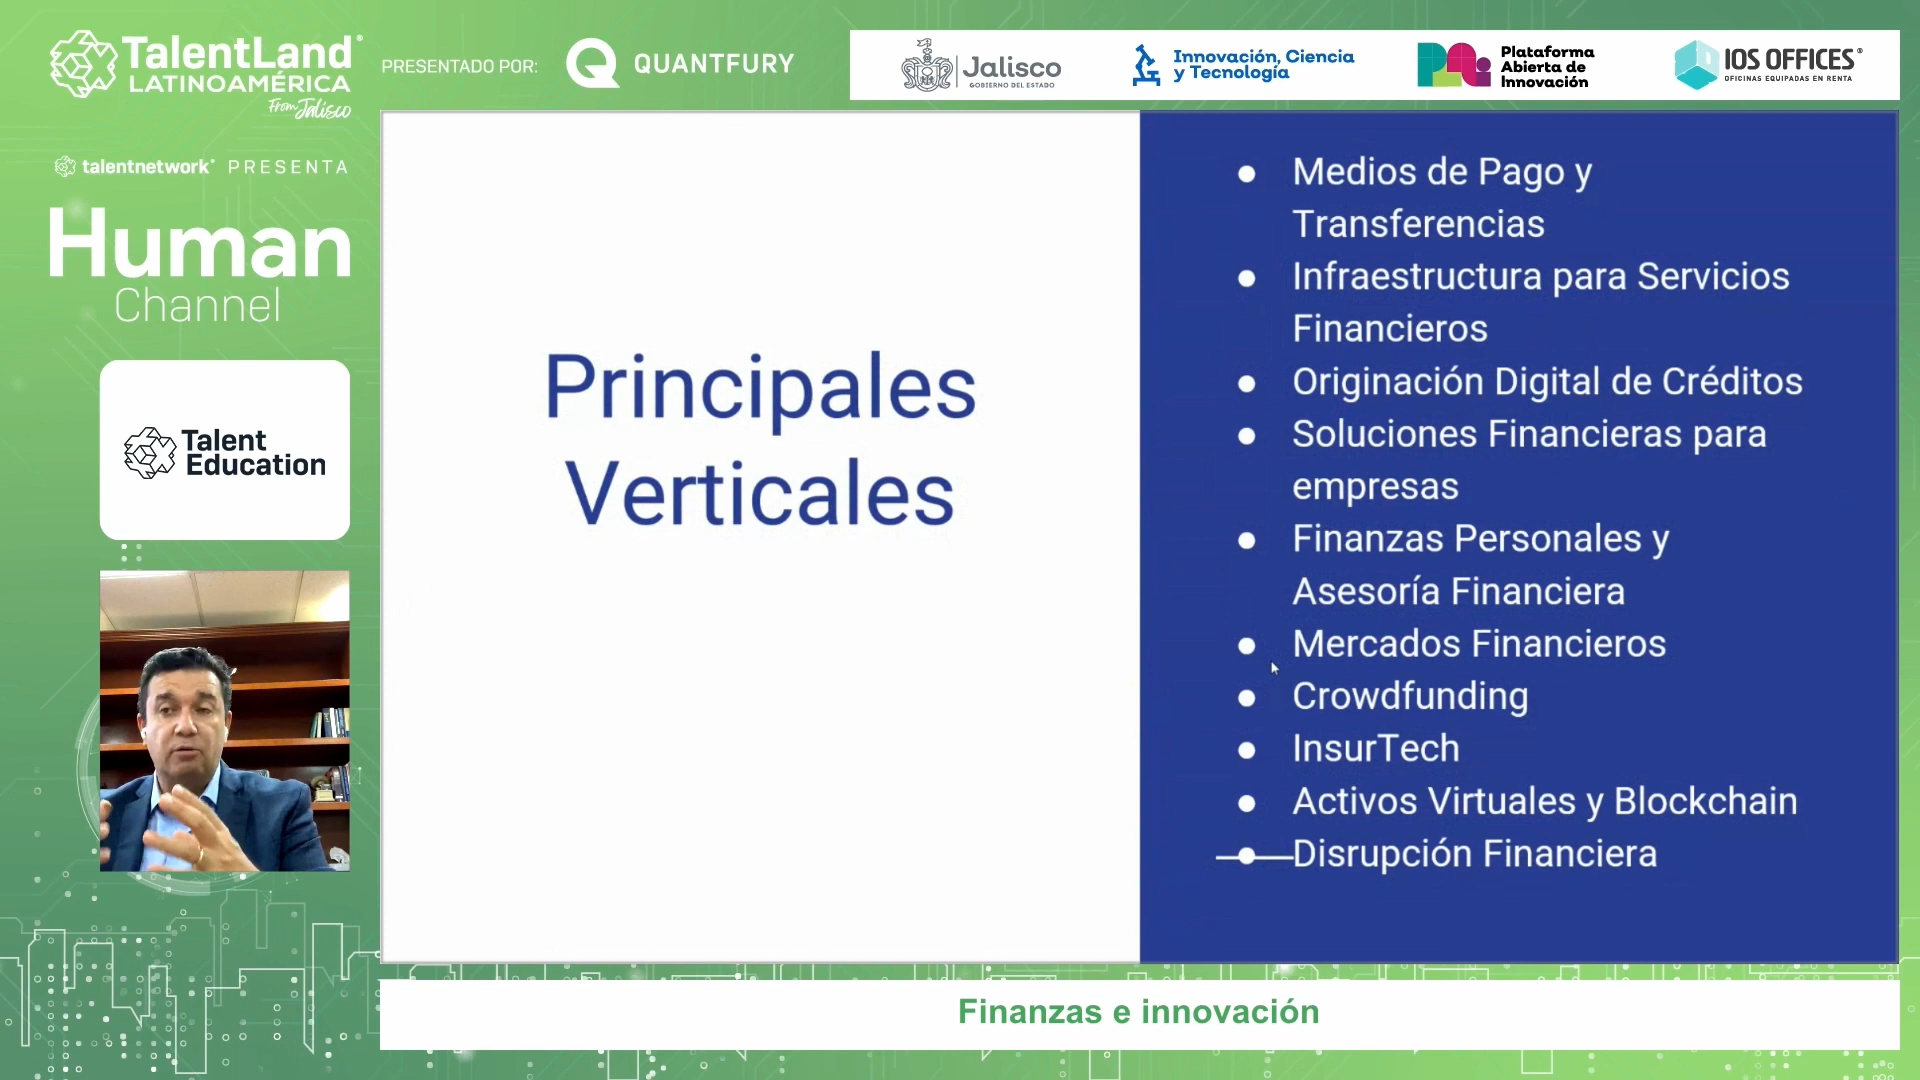 TalentLand®
LATINOAMÉRICA
From Jalisco
PRESENTADO POR:
QUANTFURY
Jalisco
GOBIERNO DEL ESTADO
Innovación, Ciencia
y Tecnología
Plataforma
Abierta de
Innovación
IOS OFFICES®
OFICINAS EQUIPADAS EN RENTA
talentnetwork® PRESENTA
Human
Channel
Talent
Education
Principales
Verticales
● Medios de Pago y
Transferencias
● Infraestructura para Servicios
Financieros
● Originación Digital de Créditos
● Soluciones Financieras para
empresas
● Finanzas Personales y
Asesoría Financiera
● Mercados Financieros
● Crowdfunding
● InsurTech
● Activos Virtuales y Blockchain
● Disrupción Financiera
Finanzas e innovación